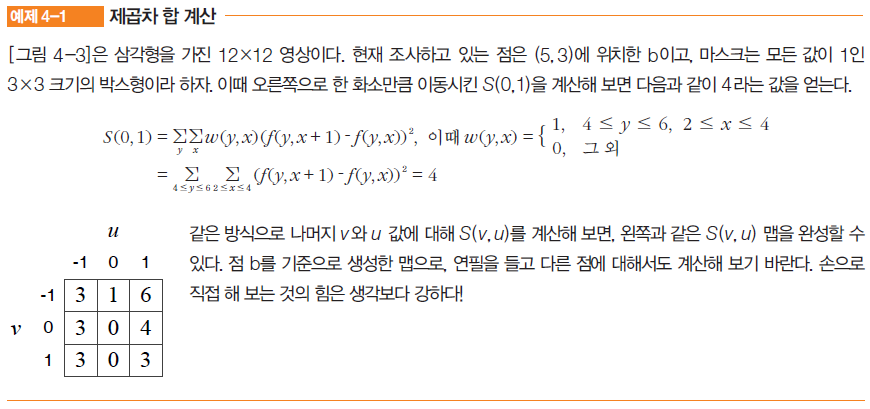 예제 4-1 제곱차 합 계산
[그림 4-3]은 삼각형을 가진 12×12 영상이다. 현재 조사하고 있는 점은 (5, 3)에 위치한 b이고, 마스크는 모든 값이 1인
3×3 크기의 박스형이라 하자. 이때 오른쪽으로 한 화소만큼 이동시킨 S(0,1)을 계산해 보면 다음과 같이 4라는 값을 얻는다.
S(0, 1) = ΣΣw(y,x)(f(y,x+1)-f(y,x))², 이때 w(y,x) = { 1, 4 ≤ y ≤ 6, 2 ≤ x ≤ 4
y x 0, 그 외
= Σ Σ (f(y,x+1)-f(y,x))² = 4
4≤y≤6 2≤x≤4
u
-1 0 1
-1 3 1 6
v 0 3 0 4
1 3 0 3
같은 방식으로 나머지 v와 u 값에 대해 S(v,u)를 계산해 보면, 왼쪽과 같은 S(v,u) 맵을 완성할 수
있다. 점 b를 기준으로 생성한 맵으로, 연필을 들고 다른 점에 대해서도 계산해 보기 바란다. 손으로
직접 해 보는 것의 힘은 생각보다 강하다!